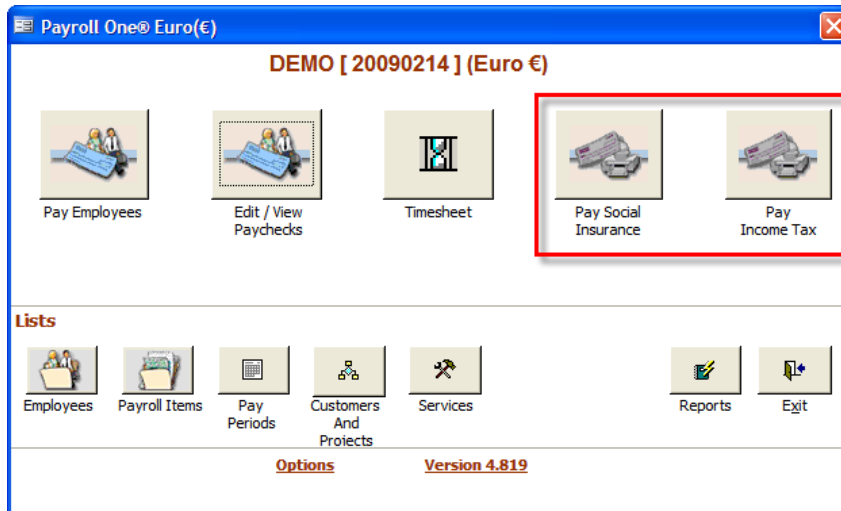 Payroll One® Euro(€)
DEMO [ 20090214 ] (Euro €)
Pay Employees
Edit / View
Paychecks
Timesheet
Pay Social
Insurance
Pay
Income Tax
Lists
Employees
Payroll Items
Pay
Periods
Customers
And
Projects
Services
Reports
Exit
Options
Version 4.819